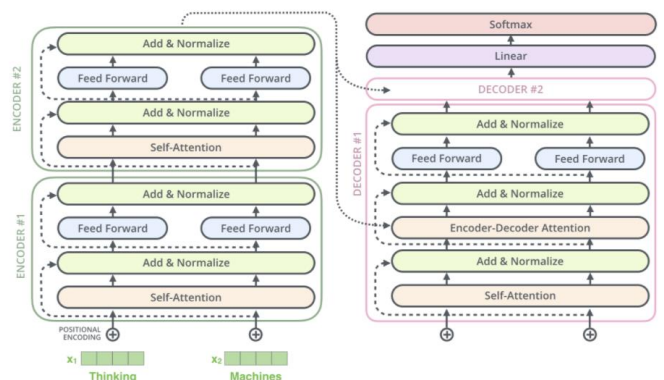 ENCODER #2
Add & Normalize
Feed Forward Feed Forward
Add & Normalize
Self-Attention
ENCODER #1
Add & Normalize
Feed Forward Feed Forward
Add & Normalize
Self-Attention
POSITIONAL
ENCODING
x1 x2
Thinking Machines
Softmax
Linear
DECODER #2
DECODER #1
Add & Normalize
Feed Forward Feed Forward
Add & Normalize
Encoder-Decoder Attention
Add & Normalize
Self-Attention